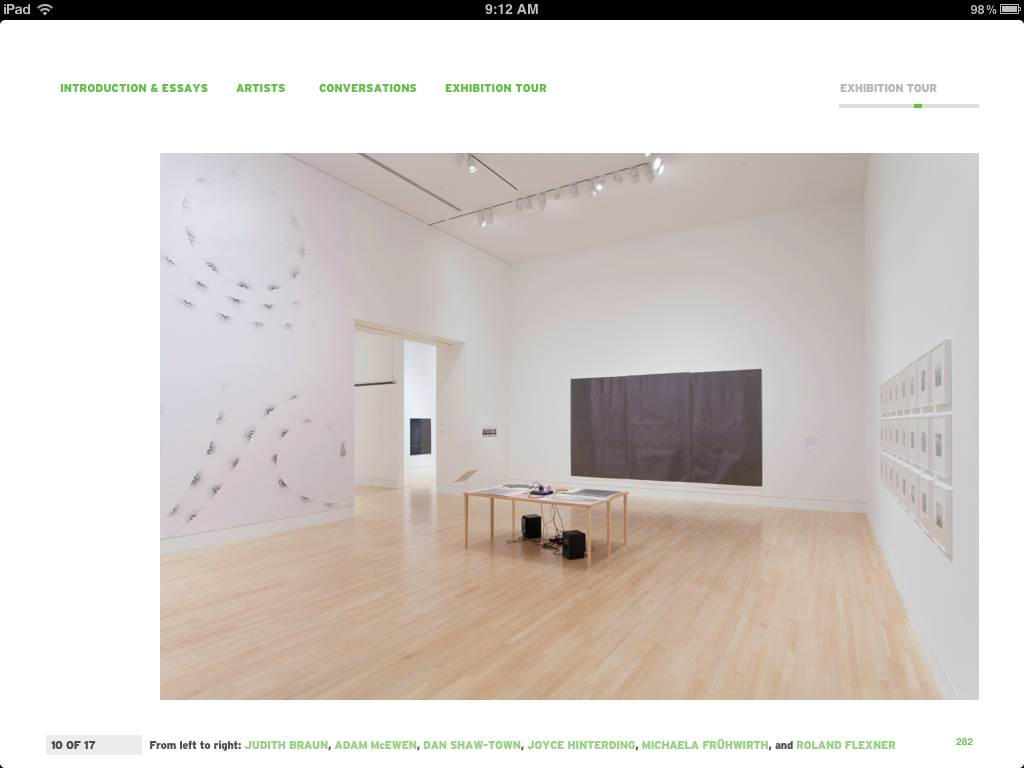 iPad 9:12 AM 98%
INTRODUCTION & ESSAYS ARTISTS CONVERSATIONS EXHIBITION TOUR EXHIBITION TOUR
10 OF 17 From left to right: JUDITH BRAUN, ADAM McEWEN, DAN SHAW-TOWN, JOYCE HINTERDING, MICHAELA FRÜHWIRTH, and ROLAND FLEXNER 282